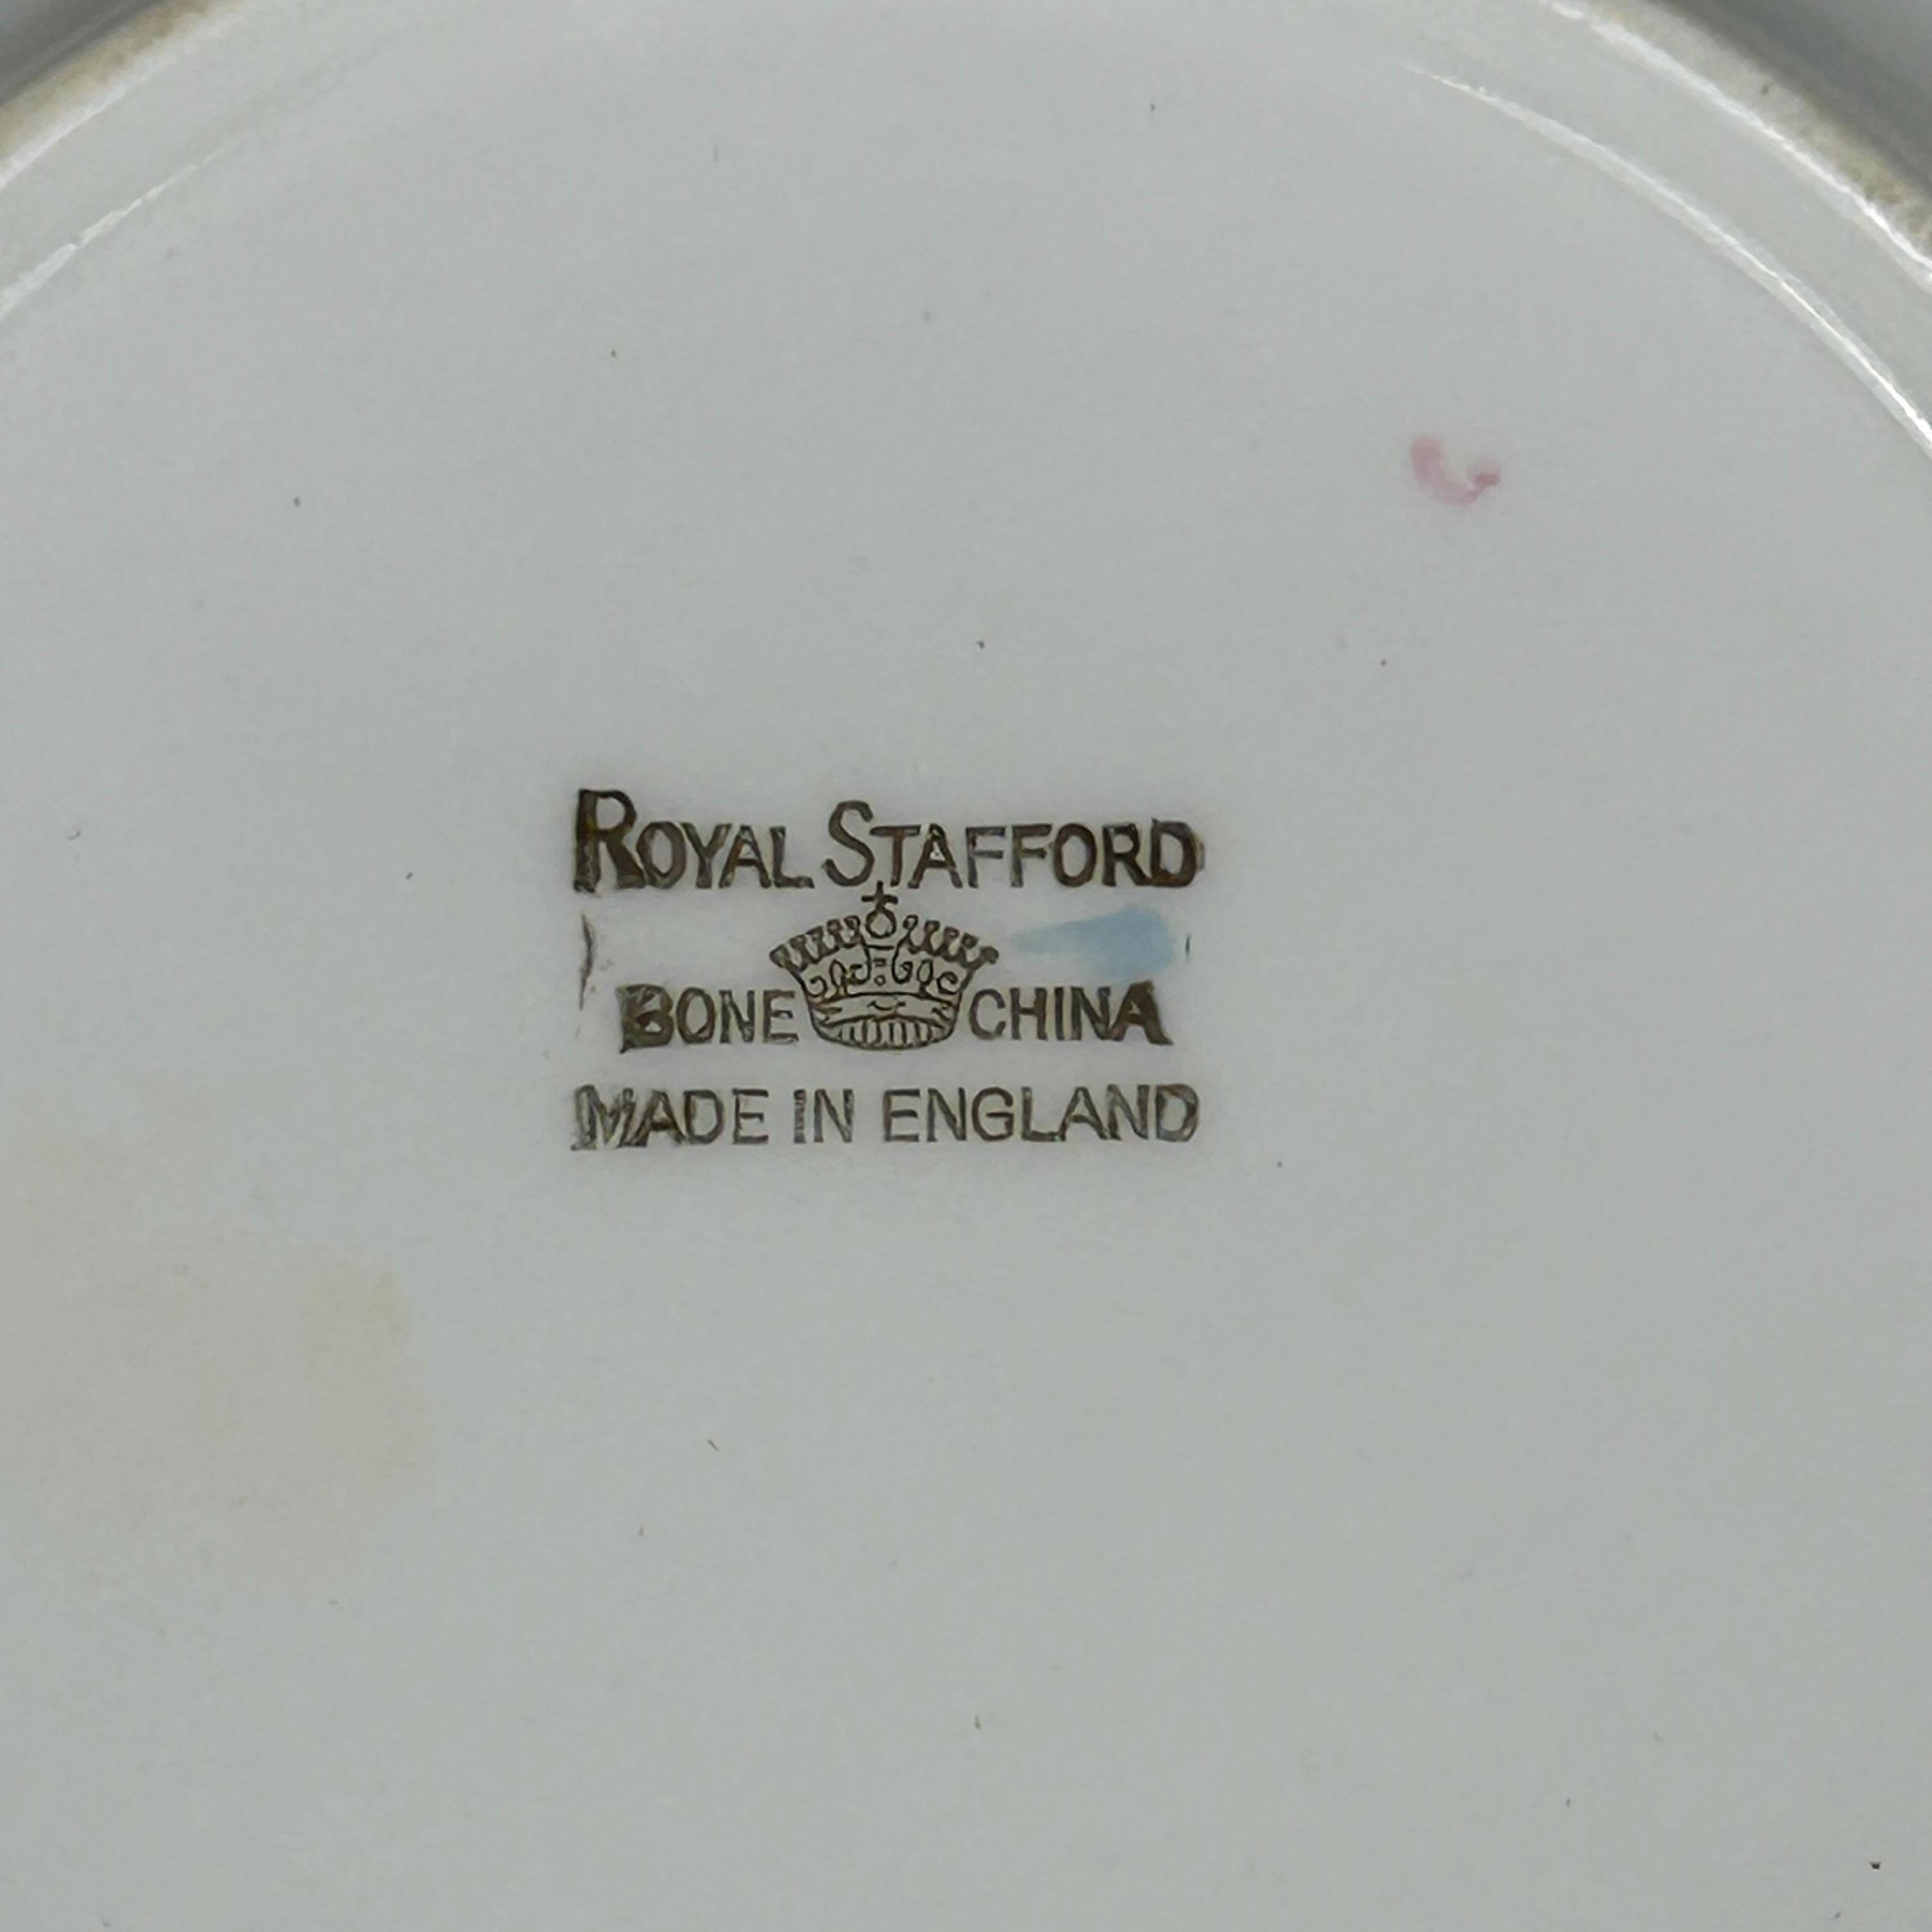 ROYAL STAFFORD
BONE CHINA
MADE IN ENGLAND